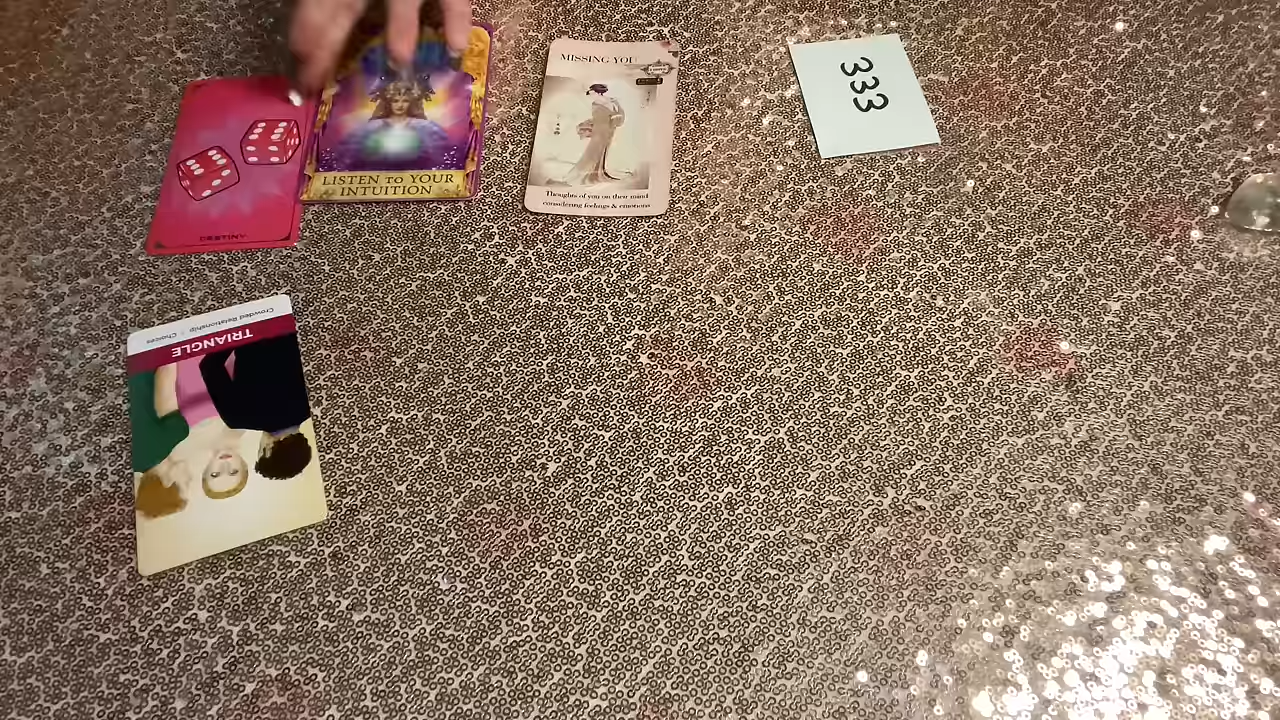 LISTEN TO YOUR
INTUITION
MISSING YOU
Thoughts of you on their mind
considering feelings & emotions
333
DESTINY
TRIANGLE
Crowded Relationship
Choices